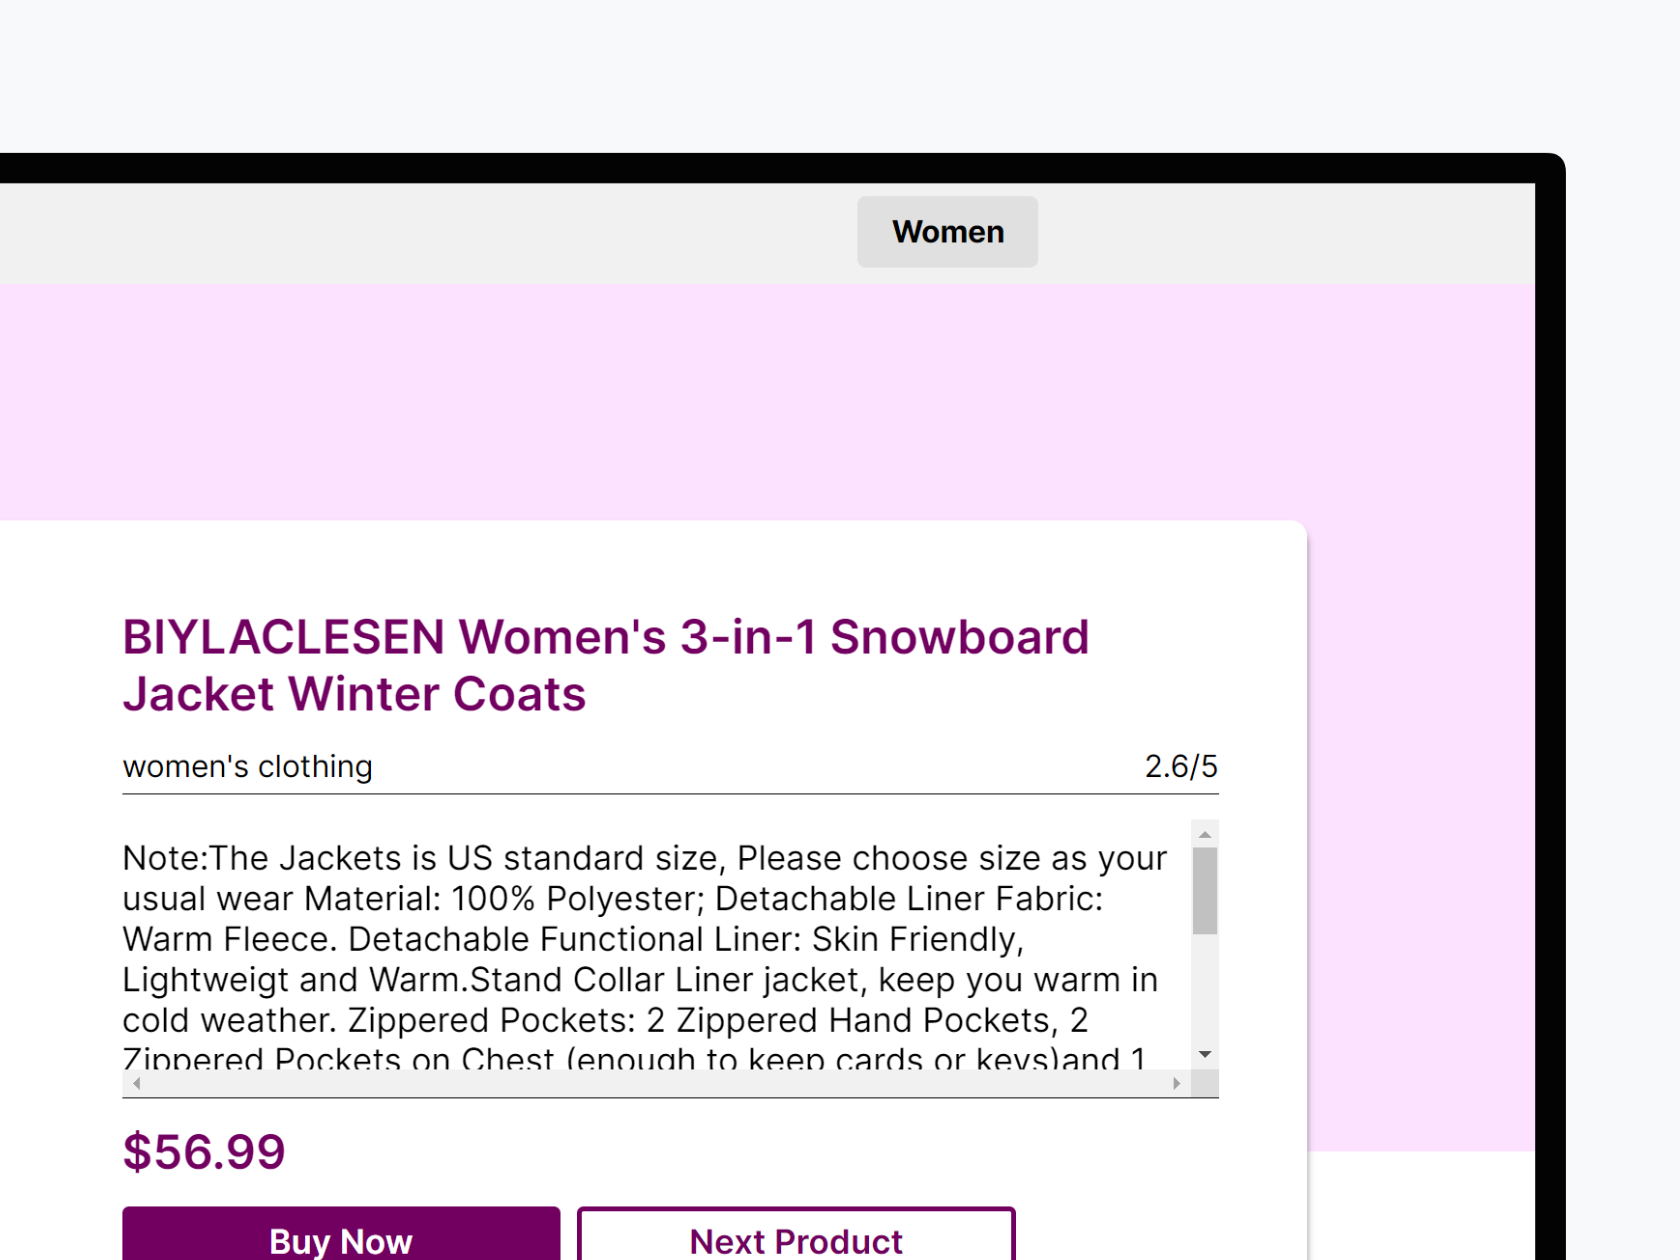 Women
BIYLACLESEN Women's 3-in-1 Snowboard
Jacket Winter Coats
women's clothing 2.6/5
Note:The Jackets is US standard size, Please choose size as your
usual wear Material: 100% Polyester; Detachable Liner Fabric:
Warm Fleece. Detachable Functional Liner: Skin Friendly,
Lightweigt and Warm.Stand Collar Liner jacket, keep you warm in
cold weather. Zippered Pockets: 2 Zippered Hand Pockets, 2
Zippered Pockets on Chest (enough to keep cards or keys)and 1
$56.99
Buy Now Next Product